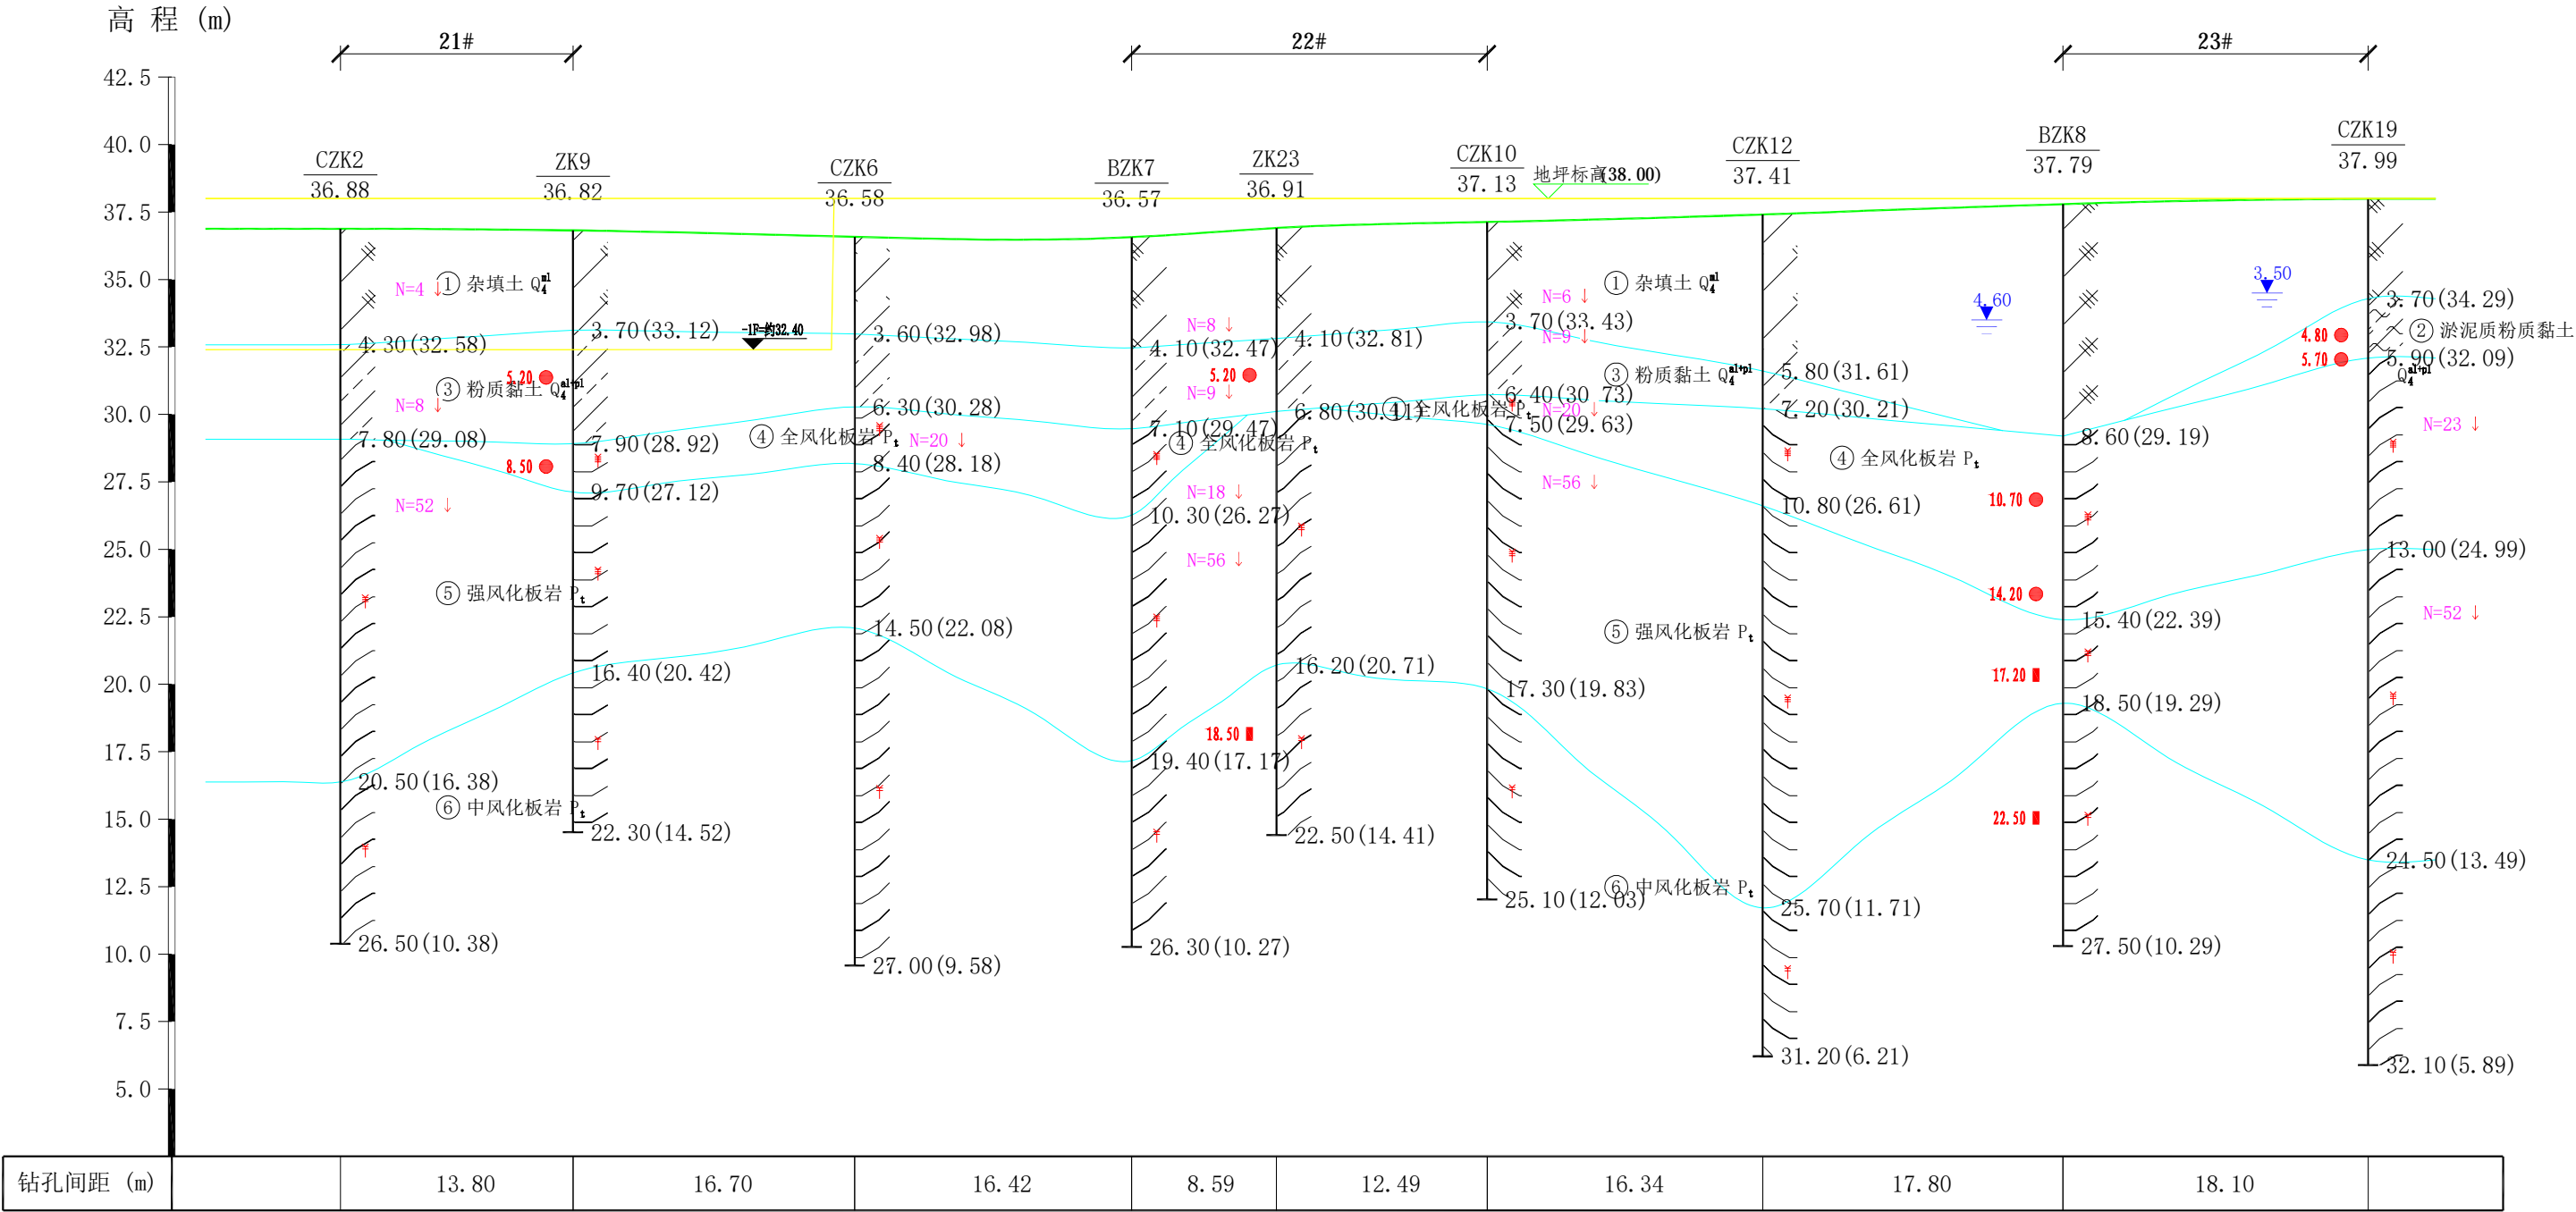 高 程 (m)
21#
22#
23#
42.5
40.0
37.5
35.0
32.5
30.0
27.5
25.0
22.5
20.0
17.5
15.0
12.5
10.0
7.5
5.0
CZK2
36.88
4.30(32.58)
7.80(29.08)
20.50(16.38)
26.50(10.38)
N=4 ↓
N=8 ↓
N=52 ↓
① 杂填土 Q₄ᵐˡ
③ 粉质黏土 Q₄ᵃˡ⁺ᵖˡ
⑤ 强风化板岩 Pt
⑥ 中风化板岩 Pt
ZK9
36.82
3.70(33.12)
7.90(28.92)
9.70(27.12)
16.40(20.42)
22.30(14.52)
5.20
8.50
-1F=约32.40
④ 全风化板岩 Pt
CZK6
36.58
3.60(32.98)
6.30(30.28)
8.40(28.18)
14.50(22.08)
27.00(9.58)
N=20 ↓
BZK7
36.57
4.10(32.47)
7.10(29.47)
10.30(26.27)
19.40(17.17)
26.30(10.27)
N=8 ↓
N=9 ↓
N=18 ↓
N=56 ↓
④ 全风化板岩 Pt
ZK23
36.91
4.10(32.81)
6.80(30.11)
16.20(20.71)
22.50(14.41)
5.20
18.50
④ 全风化板岩 Pt
CZK10
37.13
3.70(33.43)
6.40(30.73)
7.50(29.63)
17.30(19.83)
25.10(12.03)
N=6 ↓
N=9 ↓
N=20 ↓
N=56 ↓
地坪标高(38.00)
① 杂填土 Q₄ᵐˡ
③ 粉质黏土 Q₄ᵃˡ⁺ᵖˡ
⑤ 强风化板岩 Pt
⑥ 中风化板岩 Pt
CZK12
37.41
5.80(31.61)
7.20(30.21)
10.80(26.61)
25.70(11.71)
31.20(6.21)
④ 全风化板岩 Pt
4.60
BZK8
37.79
8.60(29.19)
15.40(22.39)
18.50(19.29)
27.50(10.29)
10.70
14.20
17.20
22.50
3.50
CZK19
37.99
3.70(34.29)
5.90(32.09)
13.00(24.99)
24.50(13.49)
32.10(5.89)
4.80
5.70
② 淤泥质粉质黏土
Q₄ᵃˡ⁺ᵖˡ
N=23 ↓
N=52 ↓
钻孔间距 (m) 13.80 16.70 16.42 8.59 12.49 16.34 17.80 18.10